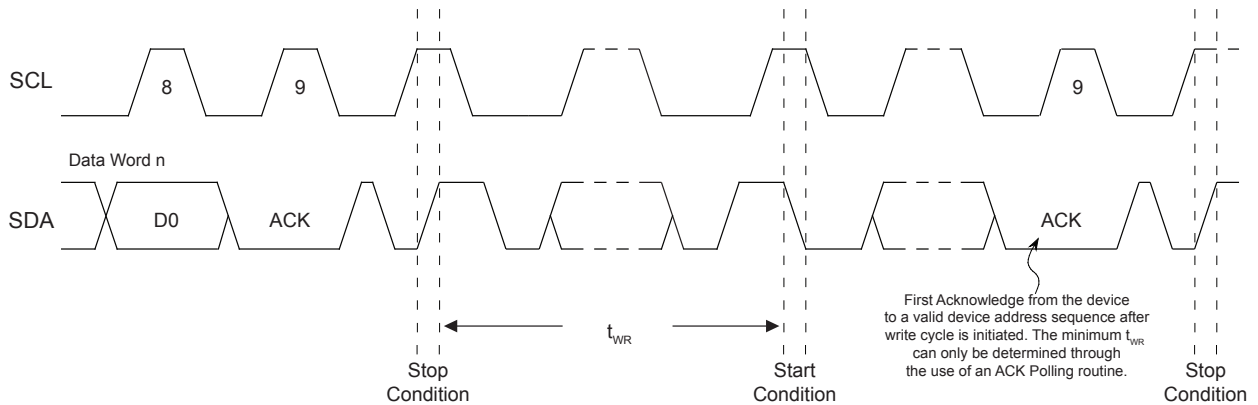 SCL
8
9
9
Data Word n
SDA
D0
ACK
ACK
First Acknowledge from the device
to a valid device address sequence after
write cycle is initiated. The minimum tWR
can only be determined through
the use of an ACK Polling routine.
tWR
Stop
Condition
Start
Condition
Stop
Condition